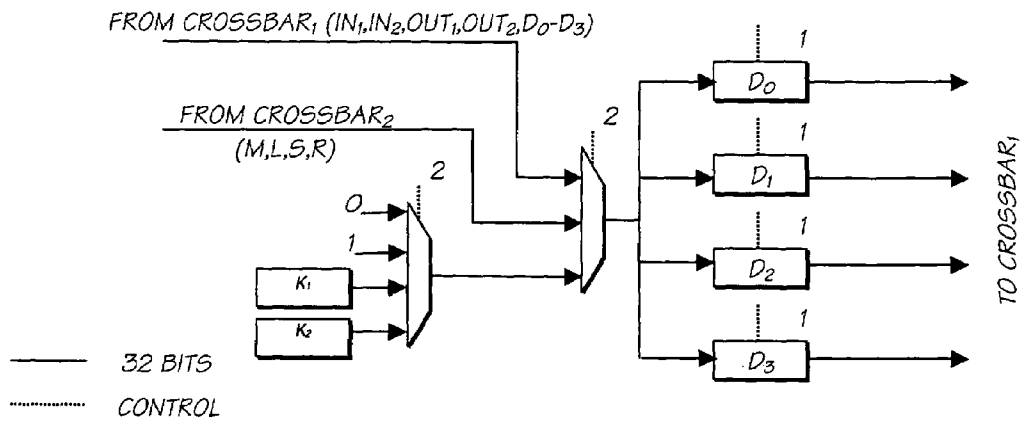 FROM CROSSBAR₁ (IN₁,IN₂,OUT₁,OUT₂,D₀-D₃)
1
D₀
FROM CROSSBAR₂
(M,L,S,R)
2
1
D₁
2
0
1
K₁
K₂
1
D₂
1
D₃
TO CROSSBAR₁
32 BITS
CONTROL